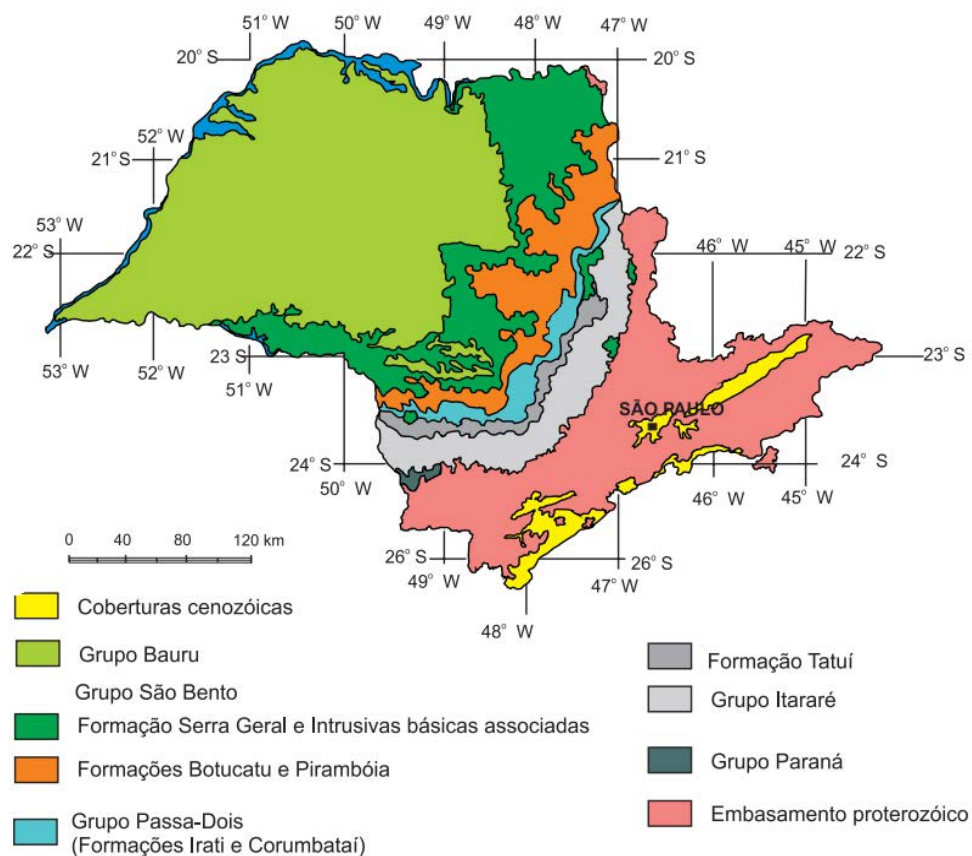 51° W 50° W 49° W 48° W 47° W
20° S 20° S
52° W
21° S 21° S
53° W
22° S 46° W 45° W 22° S
23° S 23° S
53° W 52° W 51° W
SÃO PAULO
24° S 24° S
50° W 46° W 45° W
0 40 80 120 km
26° S 26° S
49° W 47° W
48° W
Coberturas cenozóicas
Grupo Bauru
Grupo São Bento
Formação Serra Geral e Intrusivas básicas associadas
Formações Botucatu e Pirambóia
Grupo Passa-Dois
(Formações Irati e Corumbataí)
Formação Tatuí
Grupo Itararé
Grupo Paraná
Embasamento proterozóico